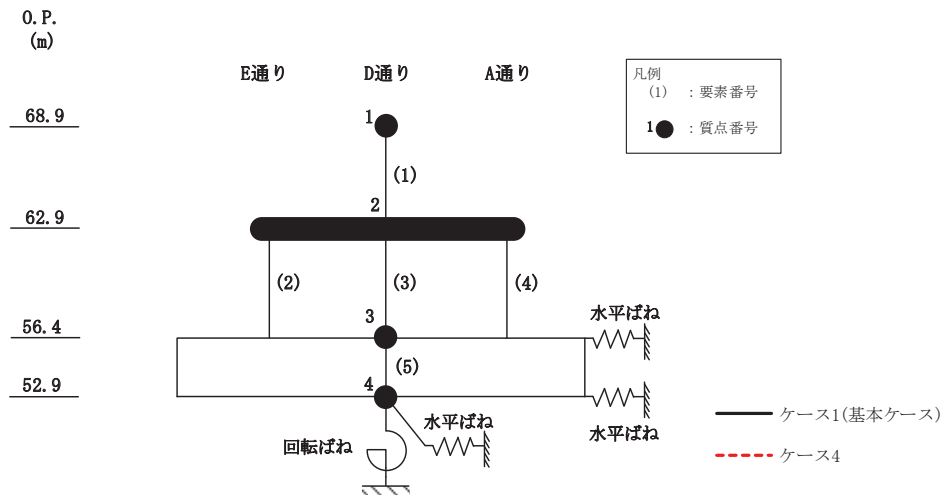 O.P.
(m)
E通り
D通り
A通り
凡例
(1) :要素番号
1 :質点番号
68.9
1
(1)
62.9
2
(2)
(3)
(4)
56.4
3
水平ばね
(5)
52.9
4
水平ばね
水平ばね
回転ばね
ケース1(基本ケース)
ケース4